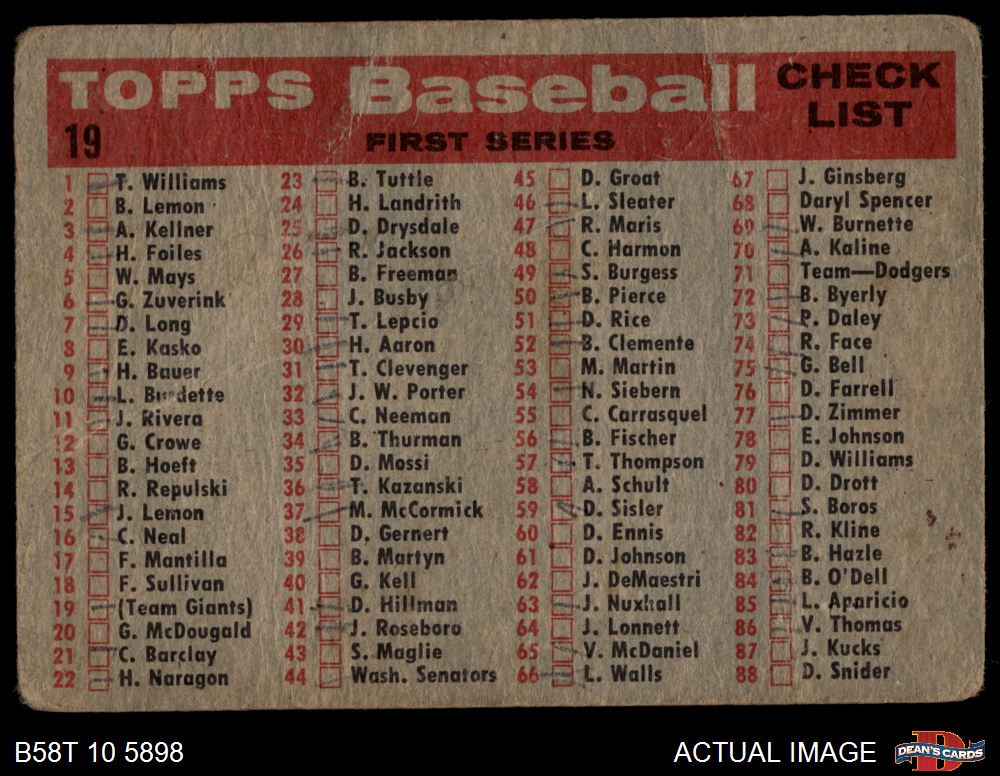 TOPPS Baseball CHECK LIST
19 FIRST SERIES
1 T. Williams
2 B. Lemon
3 A. Kellner
4 H. Foiles
5 W. Mays
6 G. Zuverink
7 D. Long
8 E. Kasko
9 H. Bauer
10 L. Burdette
11 J. Rivera
12 G. Crowe
13 B. Hoeft
14 R. Repulski
15 J. Lemon
16 C. Neal
17 F. Mantilla
18 F. Sullivan
19 (Team Giants)
20 G. McDougald
21 C. Barclay
22 H. Naragon
23 B. Tuttle
24 H. Landrith
25 D. Drysdale
26 R. Jackson
27 B. Freeman
28 J. Busby
29 T. Lepcio
30 H. Aaron
31 T. Clevenger
32 J. W. Porter
33 C. Neeman
34 B. Thurman
35 D. Mossi
36 T. Kazanski
37 M. McCormick
38 D. Gernert
39 B. Martyn
40 G. Kell
41 D. Hillman
42 J. Roseboro
43 S. Maglie
44 Wash. Senators
45 D. Groat
46 L. Sleater
47 R. Maris
48 C. Harmon
49 S. Burgess
50 B. Pierce
51 D. Rice
52 B. Clemente
53 M. Martin
54 N. Siebern
55 C. Carrasquel
56 B. Fischer
57 T. Thompson
58 A. Schult
59 D. Sisler
60 D. Ennis
61 D. Johnson
62 J. DeMaestri
63 J. Nuxhall
64 J. Lonnett
65 V. McDaniel
66 L. Walls
67 J. Ginsberg
68 Daryl Spencer
69 W. Burnette
70 A. Kaline
71 Team—Dodgers
72 B. Byerly
73 P. Daley
74 R. Face
75 G. Bell
76 D. Farrell
77 D. Zimmer
78 E. Johnson
79 D. Williams
80 D. Drott
81 S. Boros
82 R. Kline
83 B. Hazle
84 B. O'Dell
85 L. Aparicio
86 V. Thomas
87 J. Kucks
88 D. Snider
B58T 10 5898
ACTUAL IMAGE
DEAN'S CARDS